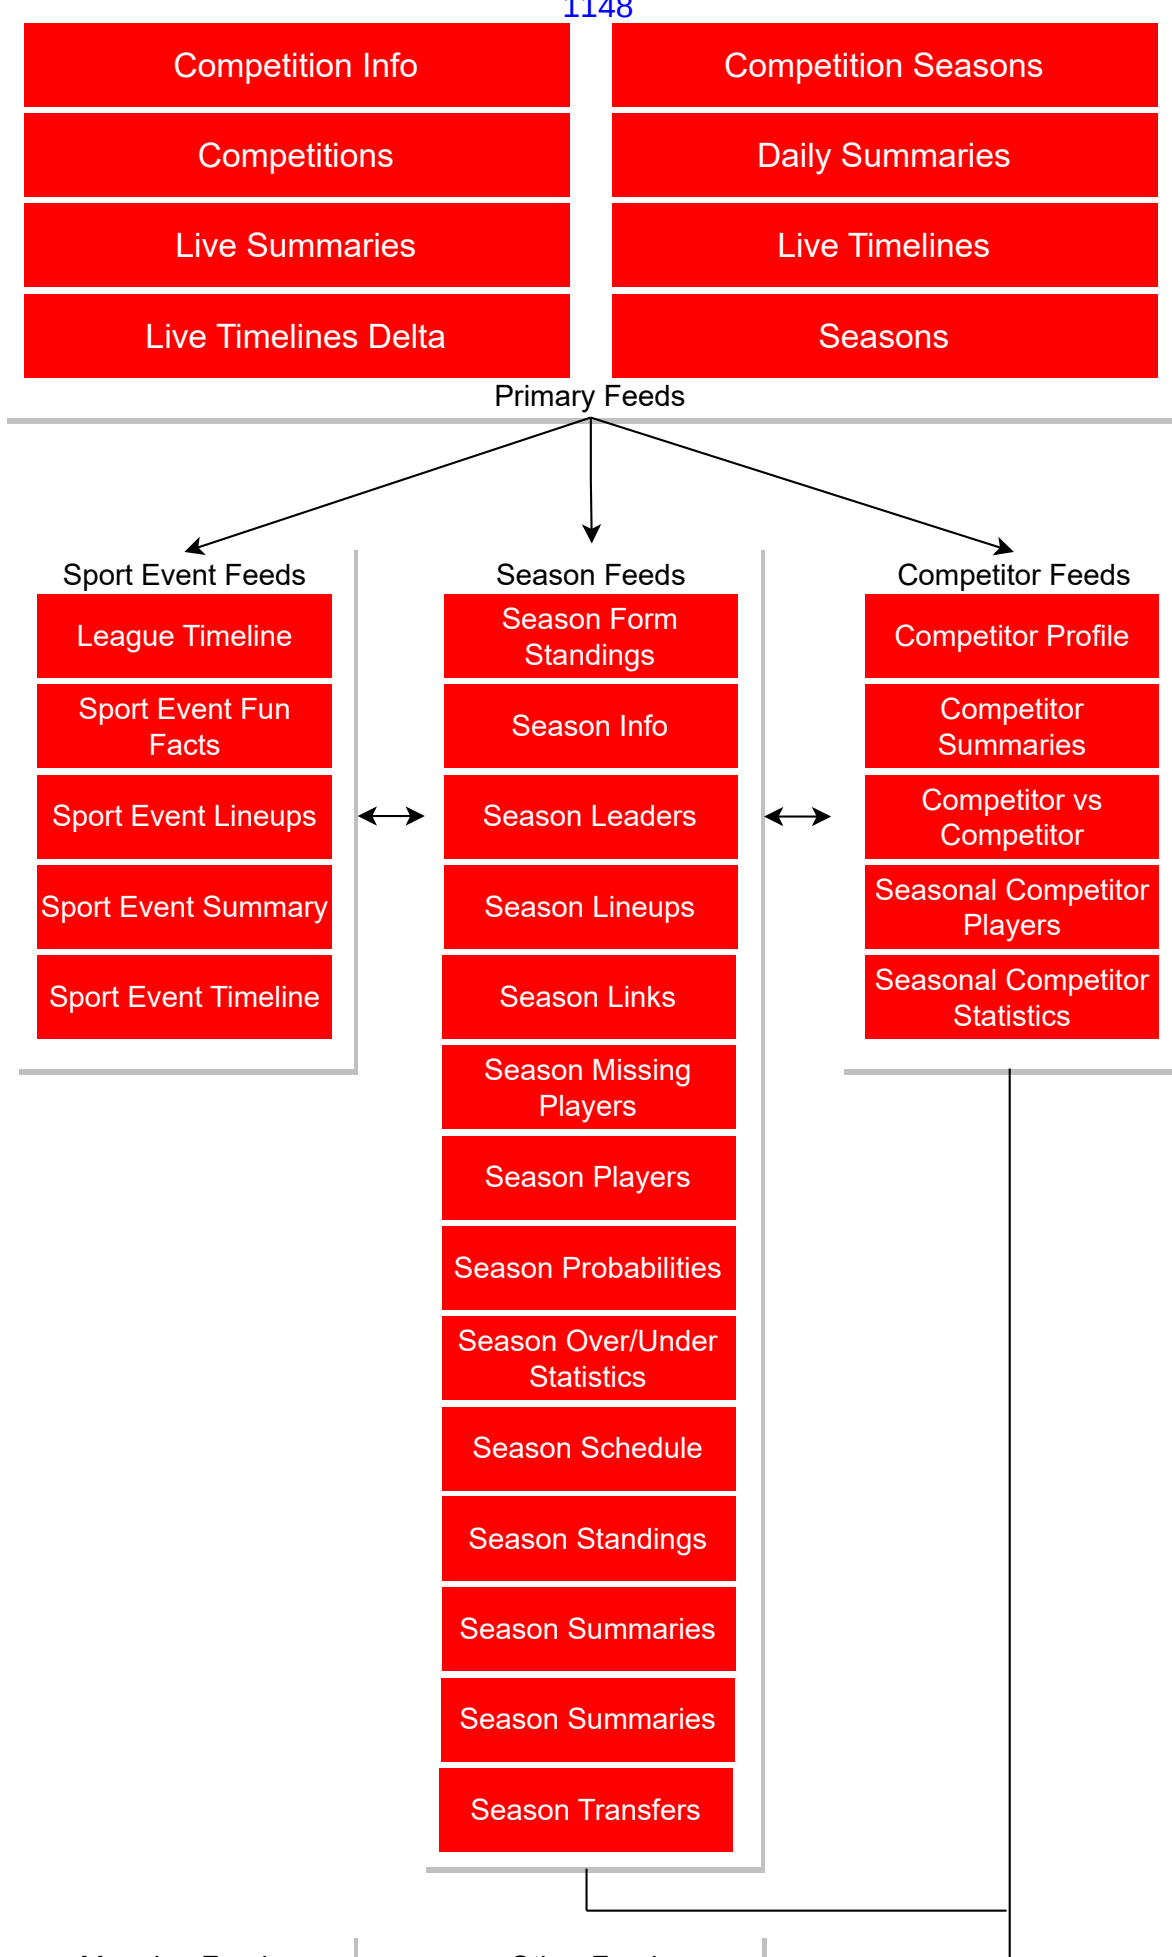 1148
Competition Info
Competition Seasons
Competitions
Daily Summaries
Live Summaries
Live Timelines
Live Timelines Delta
Seasons
Primary Feeds
Sport Event Feeds
League Timeline
Sport Event Fun
Facts
Sport Event Lineups
Sport Event Summary
Sport Event Timeline
Season Feeds
Season Form
Standings
Season Info
Season Leaders
Season Lineups
Season Links
Season Missing
Players
Season Players
Season Probabilities
Season Over/Under
Statistics
Season Schedule
Season Standings
Season Summaries
Season Summaries
Season Transfers
Competitor Feeds
Competitor Profile
Competitor
Summaries
Competitor vs
Competitor
Seasonal Competitor
Players
Seasonal Competitor
Statistics